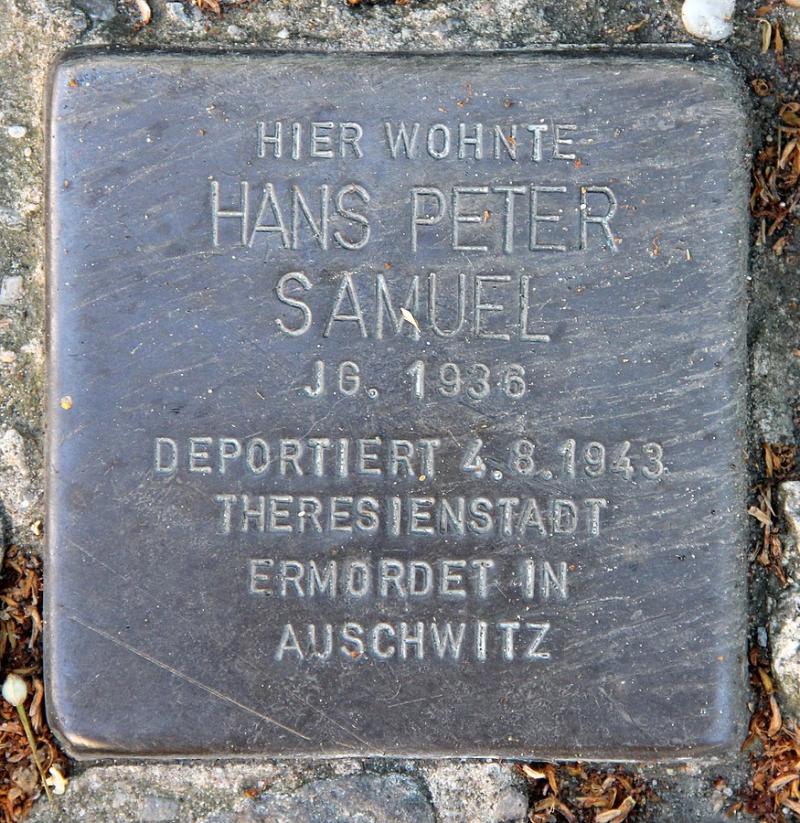 HIER WOHNTE
HANS PETER
SAMUEL
JG. 1936
DEPORTIERT 4.8.1943
THERESIENSTADT
ERMORDET IN
AUSCHWITZ